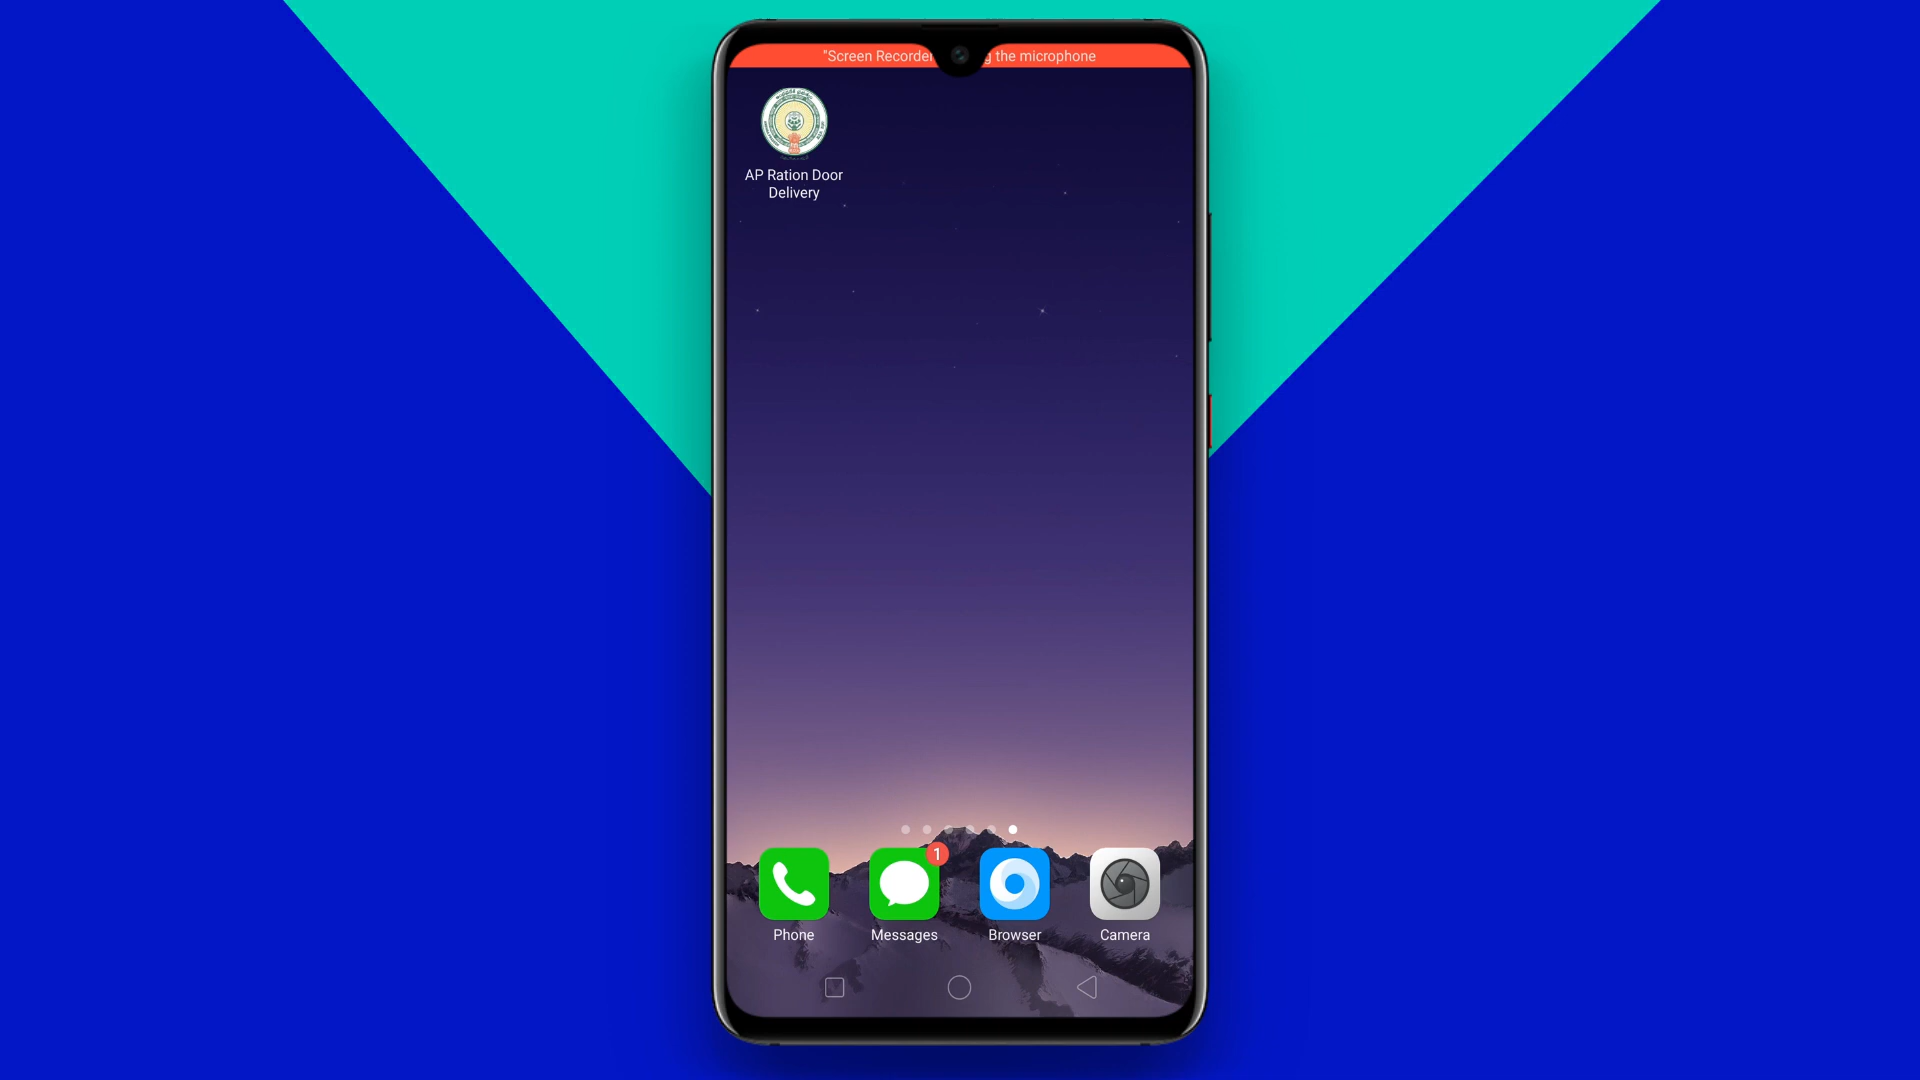 "Screen Recorder
the microphone
AP Ration Door
Delivery
1
Phone
Messages
Browser
Camera